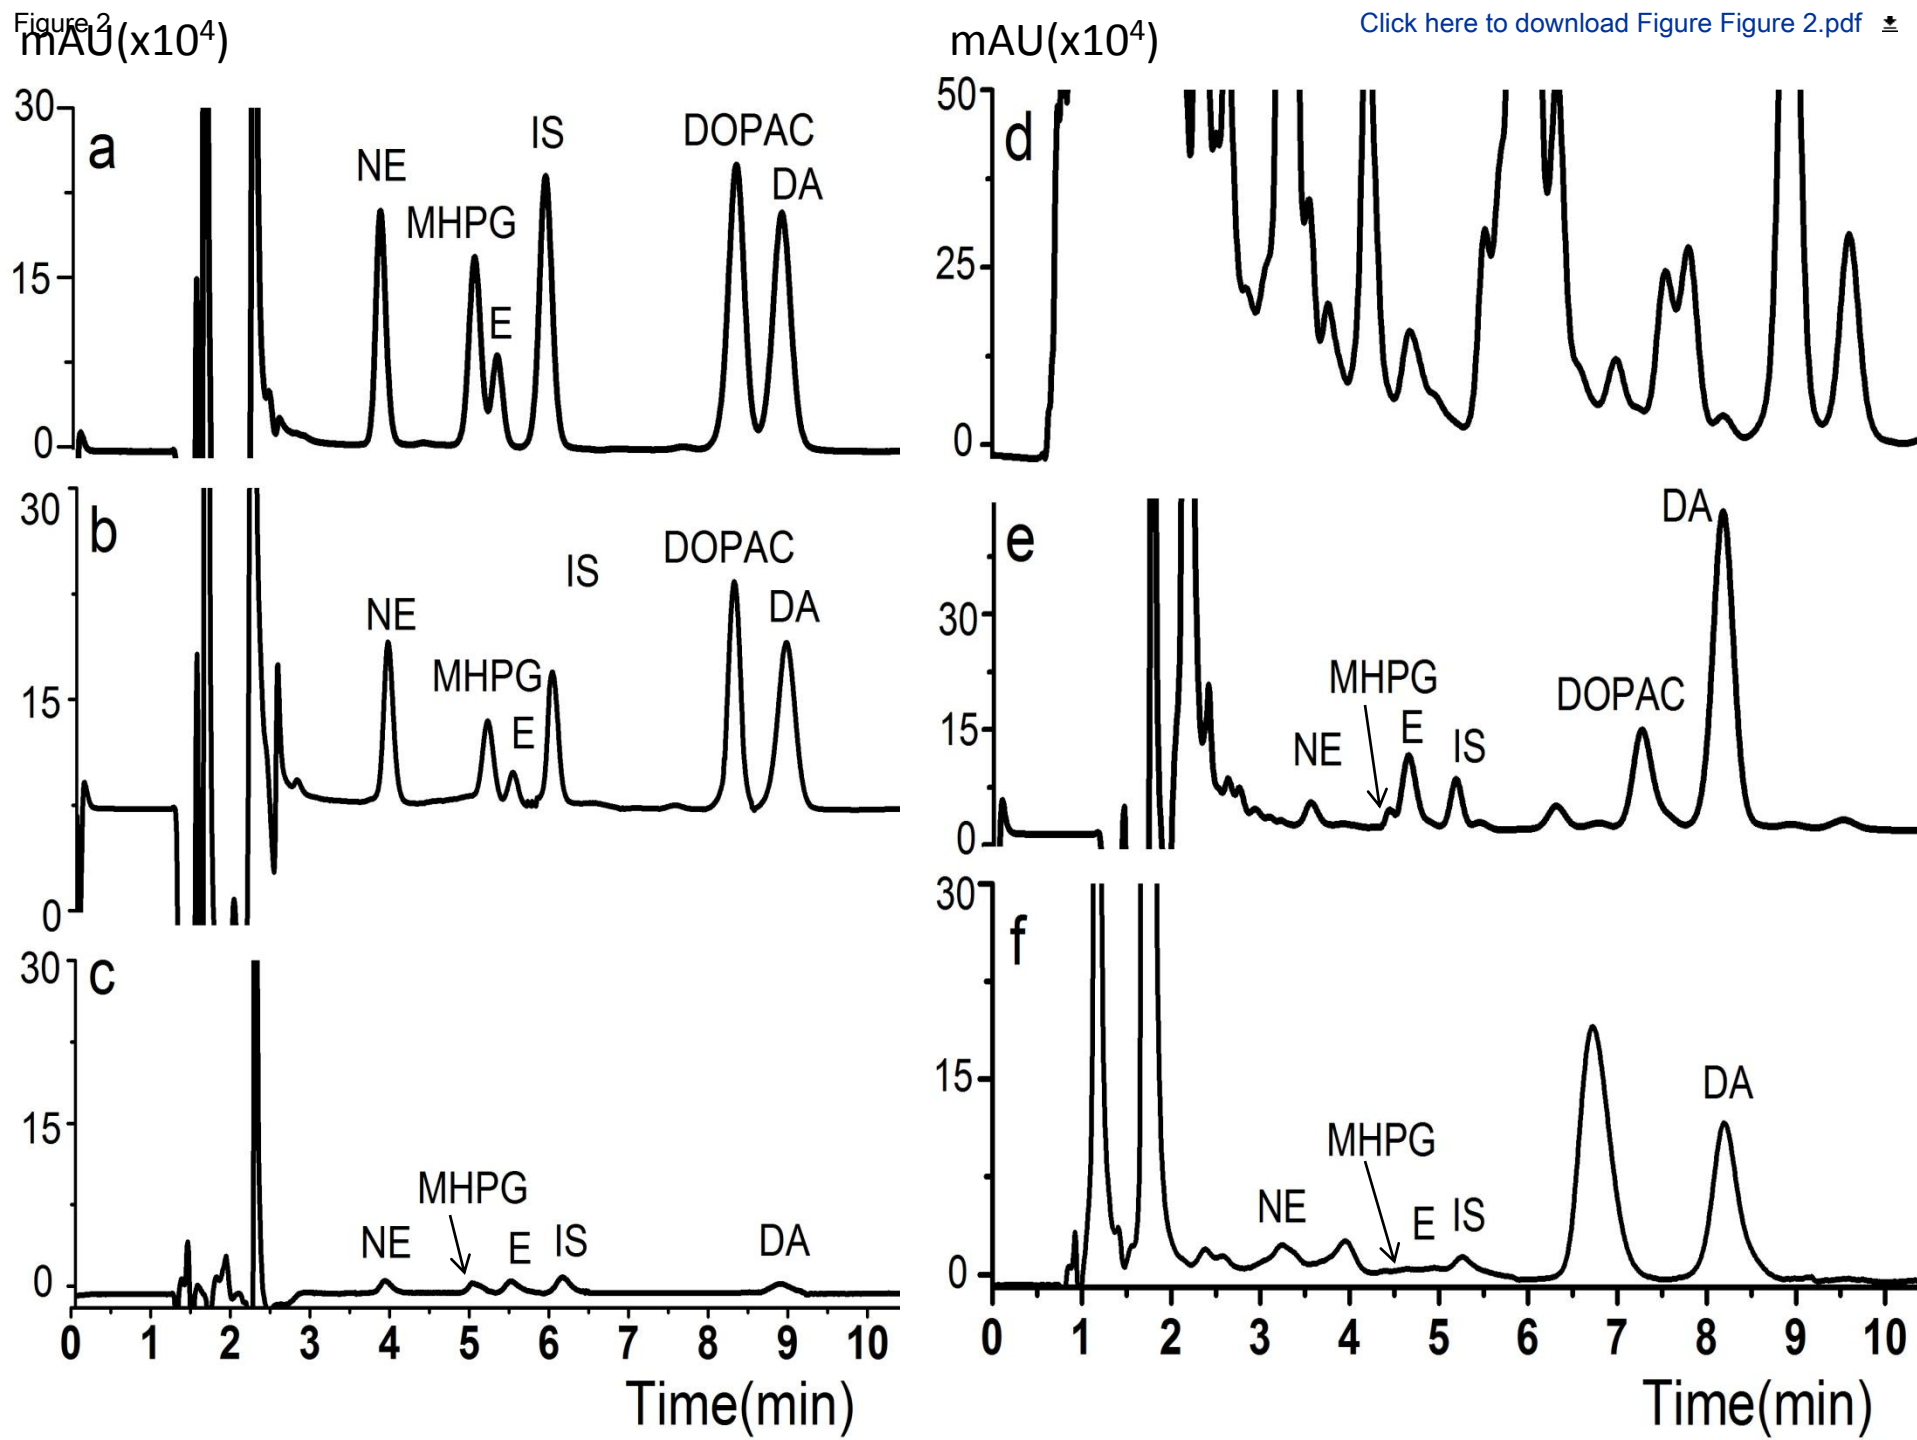 Figure 2
Click here to download Figure Figure 2.pdf
mAU(x10⁴)
30
15
0
a
NE
MHPG
E
IS
DOPAC
DA
30
15
0
b
NE
MHPG
E
IS
DOPAC
DA
30
15
0
c
NE
MHPG
E
IS
DA
0 1 2 3 4 5 6 7 8 9 10
Time(min)
mAU(x10⁴)
50
25
0
d
30
15
0
e
NE
MHPG
E
IS
DOPAC
DA
30
15
0
f
NE
MHPG
E
IS
DA
0 1 2 3 4 5 6 7 8 9 10
Time(min)